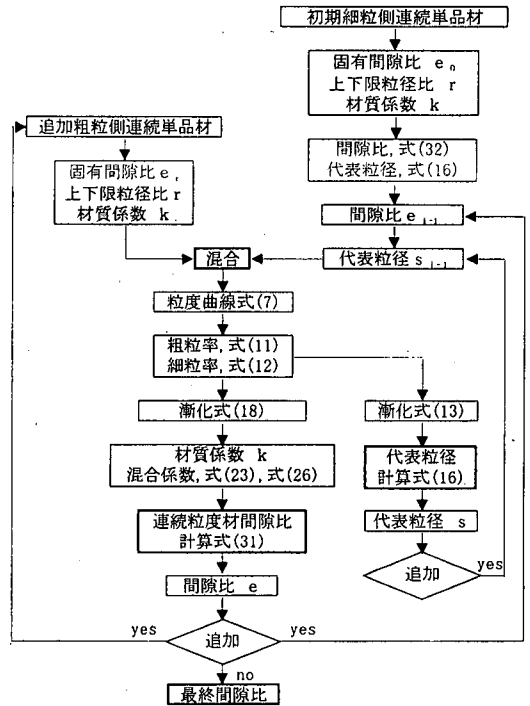 初期細粒側連続単品材
固有間隙比 e₀
上下限粒径比 r
材質係数 k
間隙比, 式(32)
代表粒径, 式(16)
間隙比 e i-1
代表粒径 s i-1
追加粗粒側連続単品材
固有間隙比 e r
上下限粒径比 r
材質係数 k
混合
粒度曲線式(7)
粗粒率, 式(11)
細粒率, 式(12)
漸化式(18)
漸化式(13)
材質係数 k
混合係数, 式(23), 式(26)
代表粒径
計算式(16)
連続粒度材間隙比
計算式(31)
代表粒径 s
間隙比 e
追加
yes
yes
追加
yes
no
最終間隙比